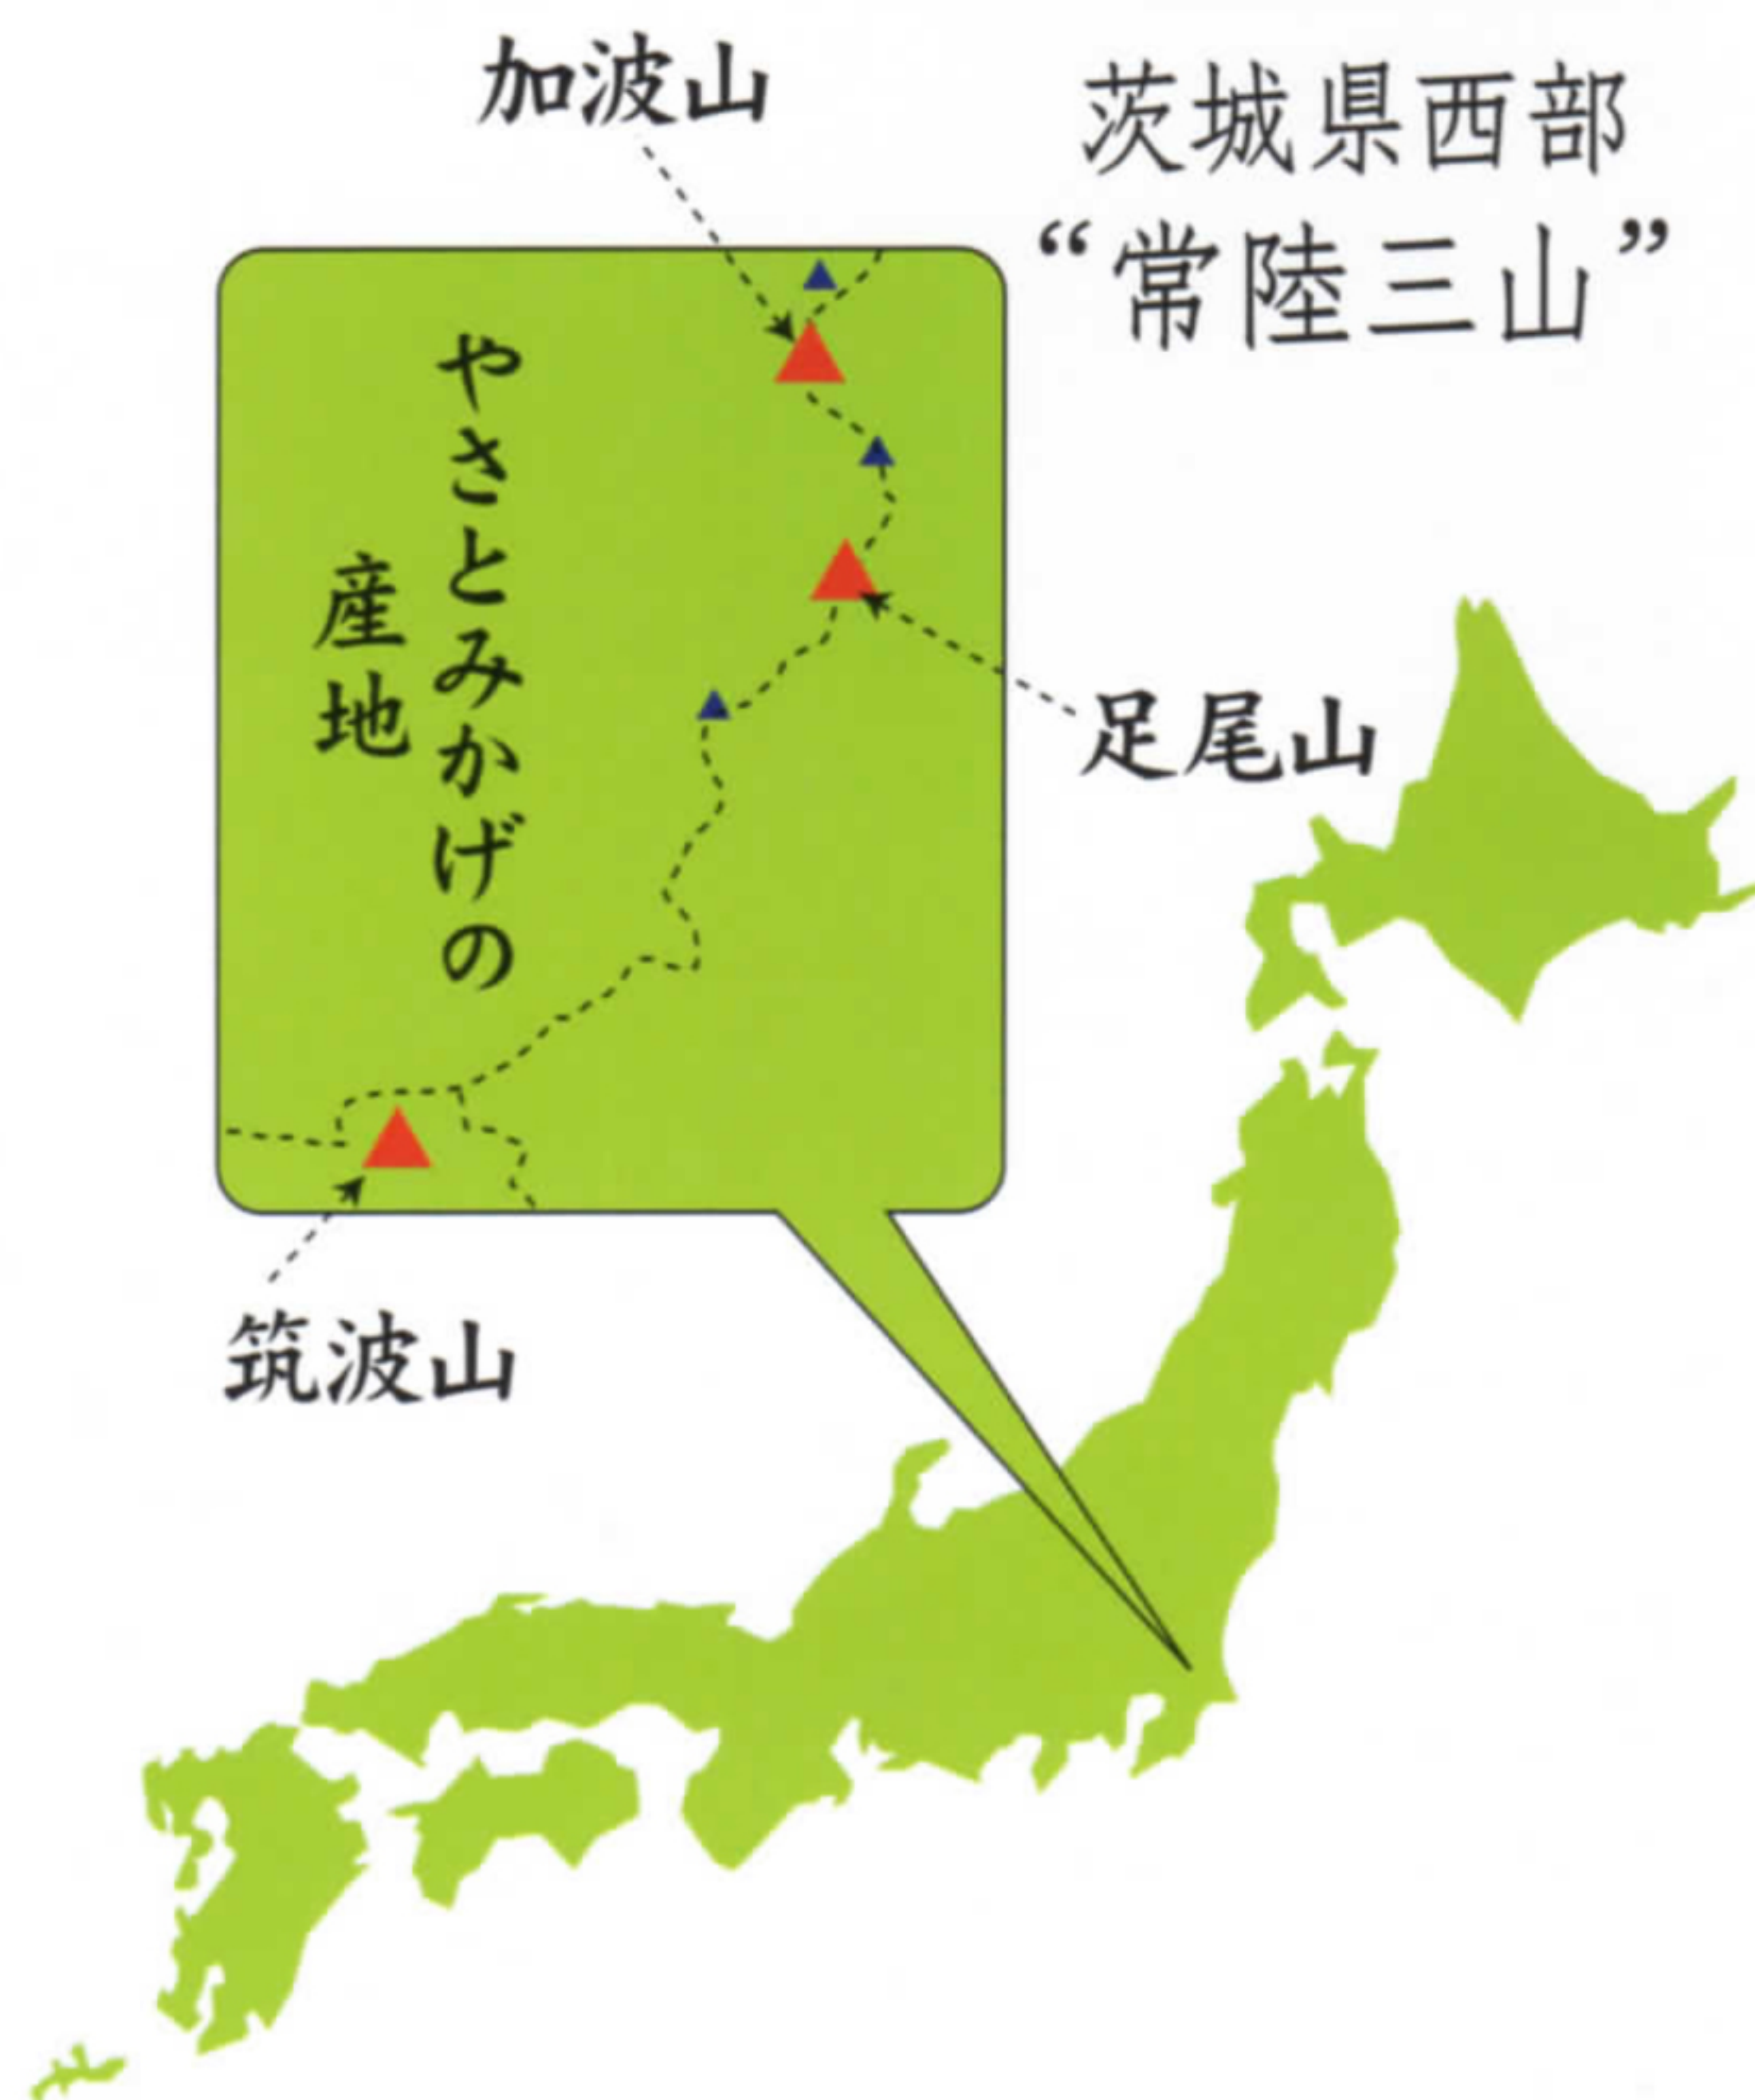 加波山
茨城県西部
“常陸三山”
やさとみかげの
産地
足尾山
筑波山